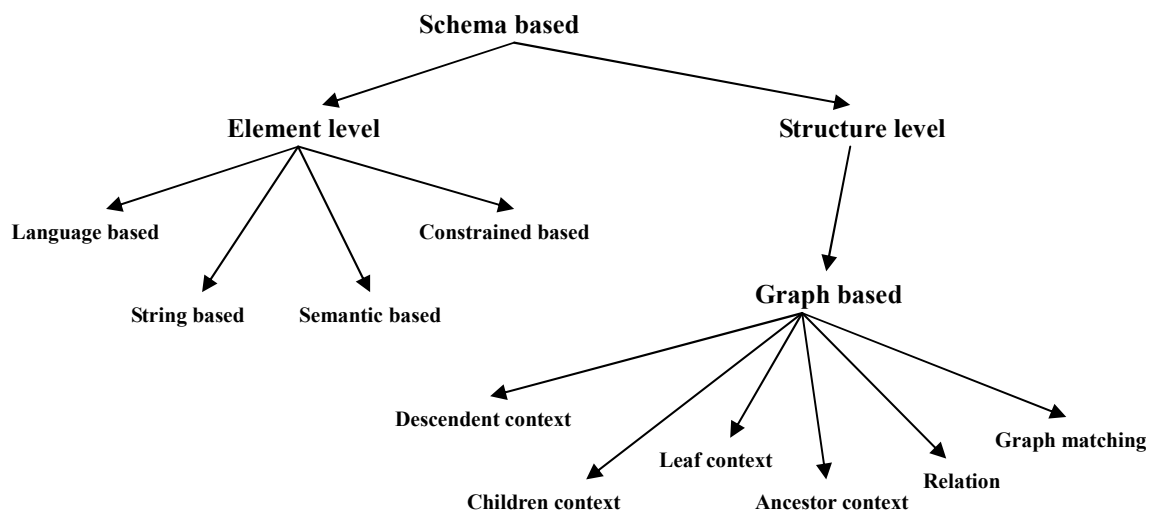 Schema based
Element level
Structure level
Language based
Constrained based
String based
Semantic based
Graph based
Descendent context
Graph matching
Leaf context
Relation
Children context
Ancestor context